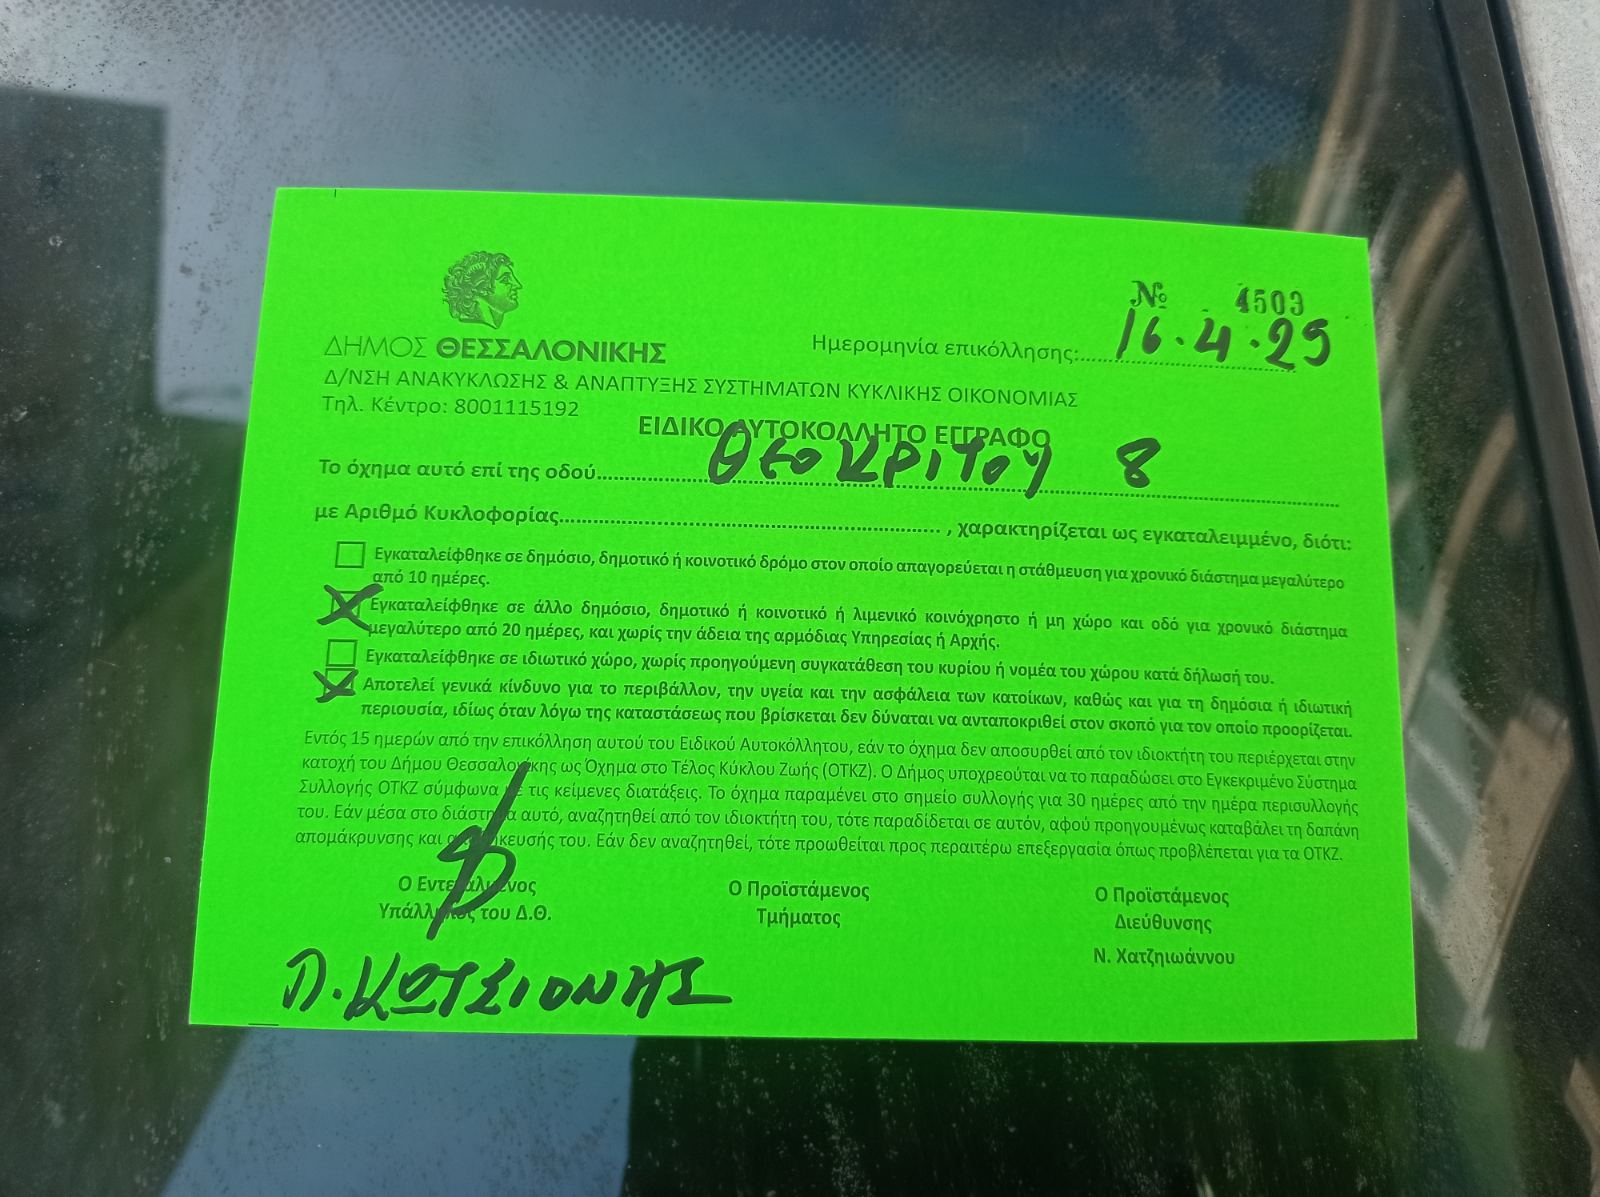 № 4503
ΔΗΜΟΣ ΘΕΣΣΑΛΟΝΙΚΗΣ
Ημερομηνία επικόλλησης: 16.4.25
Δ/ΝΣΗ ΑΝΑΚΥΚΛΩΣΗΣ & ΑΝΑΠΤΥΞΗΣ ΣΥΣΤΗΜΑΤΩΝ ΚΥΚΛΙΚΗΣ ΟΙΚΟΝΟΜΙΑΣ
Τηλ. Κέντρο: 8001115192
ΕΙΔΙΚΟ ΑΥΤΟΚΟΛΛΗΤΟ ΕΓΓΡΑΦΟ
Το όχημα αυτό επί της οδού Θεοκρίτου 8
με Αριθμό Κυκλοφορίας , χαρακτηρίζεται ως εγκαταλειμμένο, διότι:
Εγκαταλείφθηκε σε δημόσιο, δημοτικό ή κοινοτικό δρόμο στον οποίο απαγορεύεται η στάθμευση για χρονικό διάστημα μεγαλύτερο
από 10 ημέρες.
Εγκαταλείφθηκε σε άλλο δημόσιο, δημοτικό ή κοινοτικό ή λιμενικό κοινόχρηστο ή μη χώρο και οδό για χρονικό διάστημα
μεγαλύτερο από 20 ημέρες, και χωρίς την άδεια της αρμόδιας Υπηρεσίας ή Αρχής.
Εγκαταλείφθηκε σε ιδιωτικό χώρο, χωρίς προηγούμενη συγκατάθεση του κυρίου ή νομέα του χώρου κατά δήλωσή του.
Αποτελεί γενικά κίνδυνο για το περιβάλλον, την υγεία και την ασφάλεια των κατοίκων, καθώς και για τη δημόσια ή ιδιωτική
περιουσία, ιδίως όταν λόγω της καταστάσεως που βρίσκεται δεν δύναται να ανταποκριθεί στον σκοπό για τον οποίο προορίζεται.
Εντός 15 ημερών από την επικόλληση αυτού του Ειδικού Αυτοκόλλητου, εάν το όχημα δεν αποσυρθεί από τον ιδιοκτήτη του περιέρχεται στην
κατοχή του Δήμου Θεσσαλονίκης ως Όχημα στο Τέλος Κύκλου Ζωής (ΟΤΚΖ). Ο Δήμος υποχρεούται να το παραδώσει στο Εγκεκριμένο Σύστημα
Συλλογής ΟΤΚΖ σύμφωνα με τις κείμενες διατάξεις. Το όχημα παραμένει στο σημείο συλλογής για 30 ημέρες από την ημέρα περισυλλογής
του. Εάν μέσα στο διάστημα αυτό, αναζητηθεί από τον ιδιοκτήτη του, τότε παραδίδεται σε αυτόν, αφού προηγουμένως καταβάλει τη δαπάνη
απομάκρυνσης και αποθήκευσής του. Εάν δεν αναζητηθεί, τότε προωθείται προς περαιτέρω επεξεργασία όπως προβλέπεται για τα ΟΤΚΖ.
Ο Εντεταλμένος Ο Προϊστάμενος Ο Προϊστάμενος
Υπάλληλος του Δ.Θ. Τμήματος Διεύθυνσης
Ν. Χατζηιωάννου
Π. ΚΩΤΣΙΟΝΗΣ